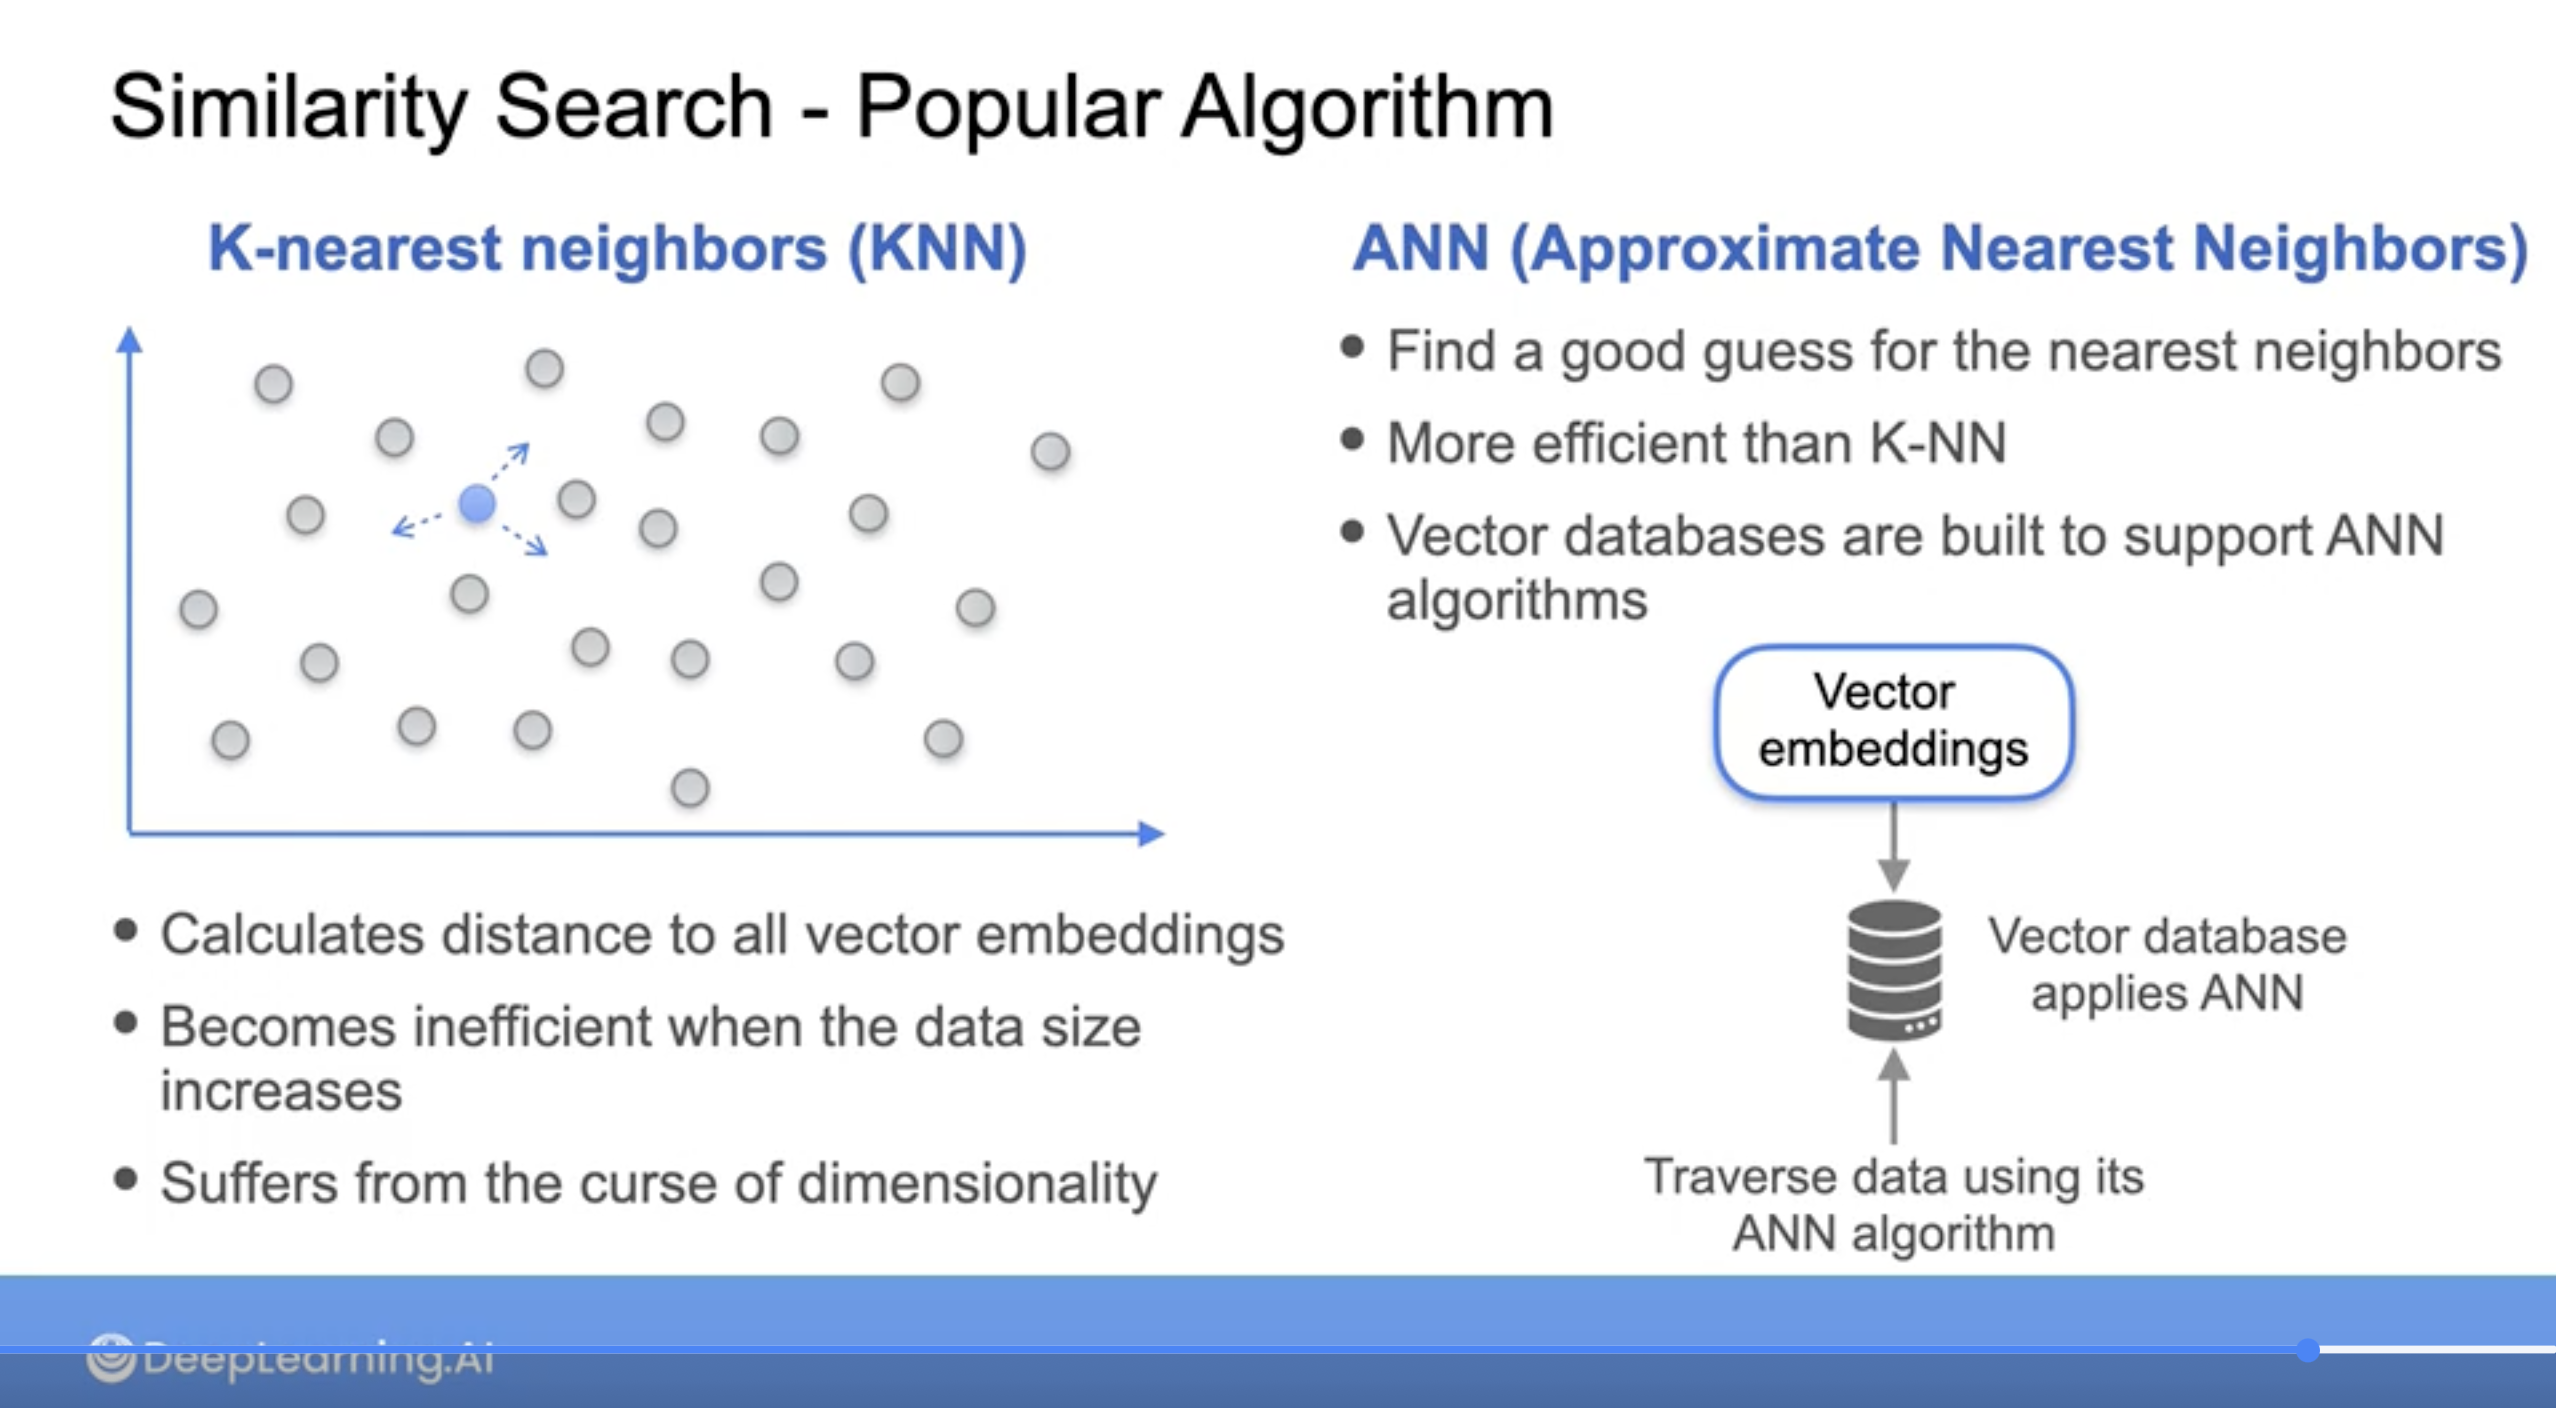 Similarity Search - Popular Algorithm
K-nearest neighbors (KNN)
Calculates distance to all vector embeddings
Becomes inefficient when the data size
increases
Suffers from the curse of dimensionality
ANN (Approximate Nearest Neighbors)
Find a good guess for the nearest neighbors
More efficient than K-NN
Vector databases are built to support ANN
algorithms
Vector
embeddings
Vector database
applies ANN
Traverse data using its
ANN algorithm
DeepLearning.AI